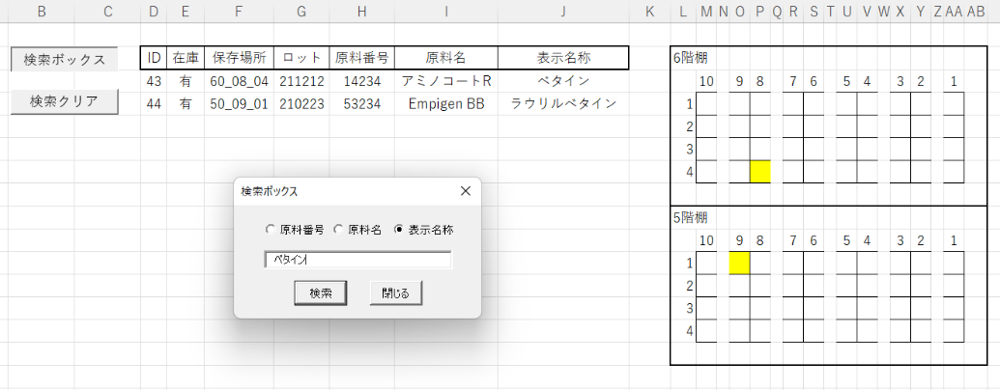 B C D E F G H I J K L M N O P Q R S T U V W X Y Z AA AB
検索ボックス
検索クリア
ID 在庫 保存場所 ロット 原料番号 原料名 表示名称
43 有 60_08_04 211212 14234 アミノコートR ベタイン
44 有 50_09_01 210223 53234 Empigen BB ラウリルベタイン
検索ボックス
原料番号 原料名 表示名称
ベタイン
検索 閉じる
6階棚
10 9 8 7 6 5 4 3 2 1
1
2
3
4
5階棚
10 9 8 7 6 5 4 3 2 1
1
2
3
4